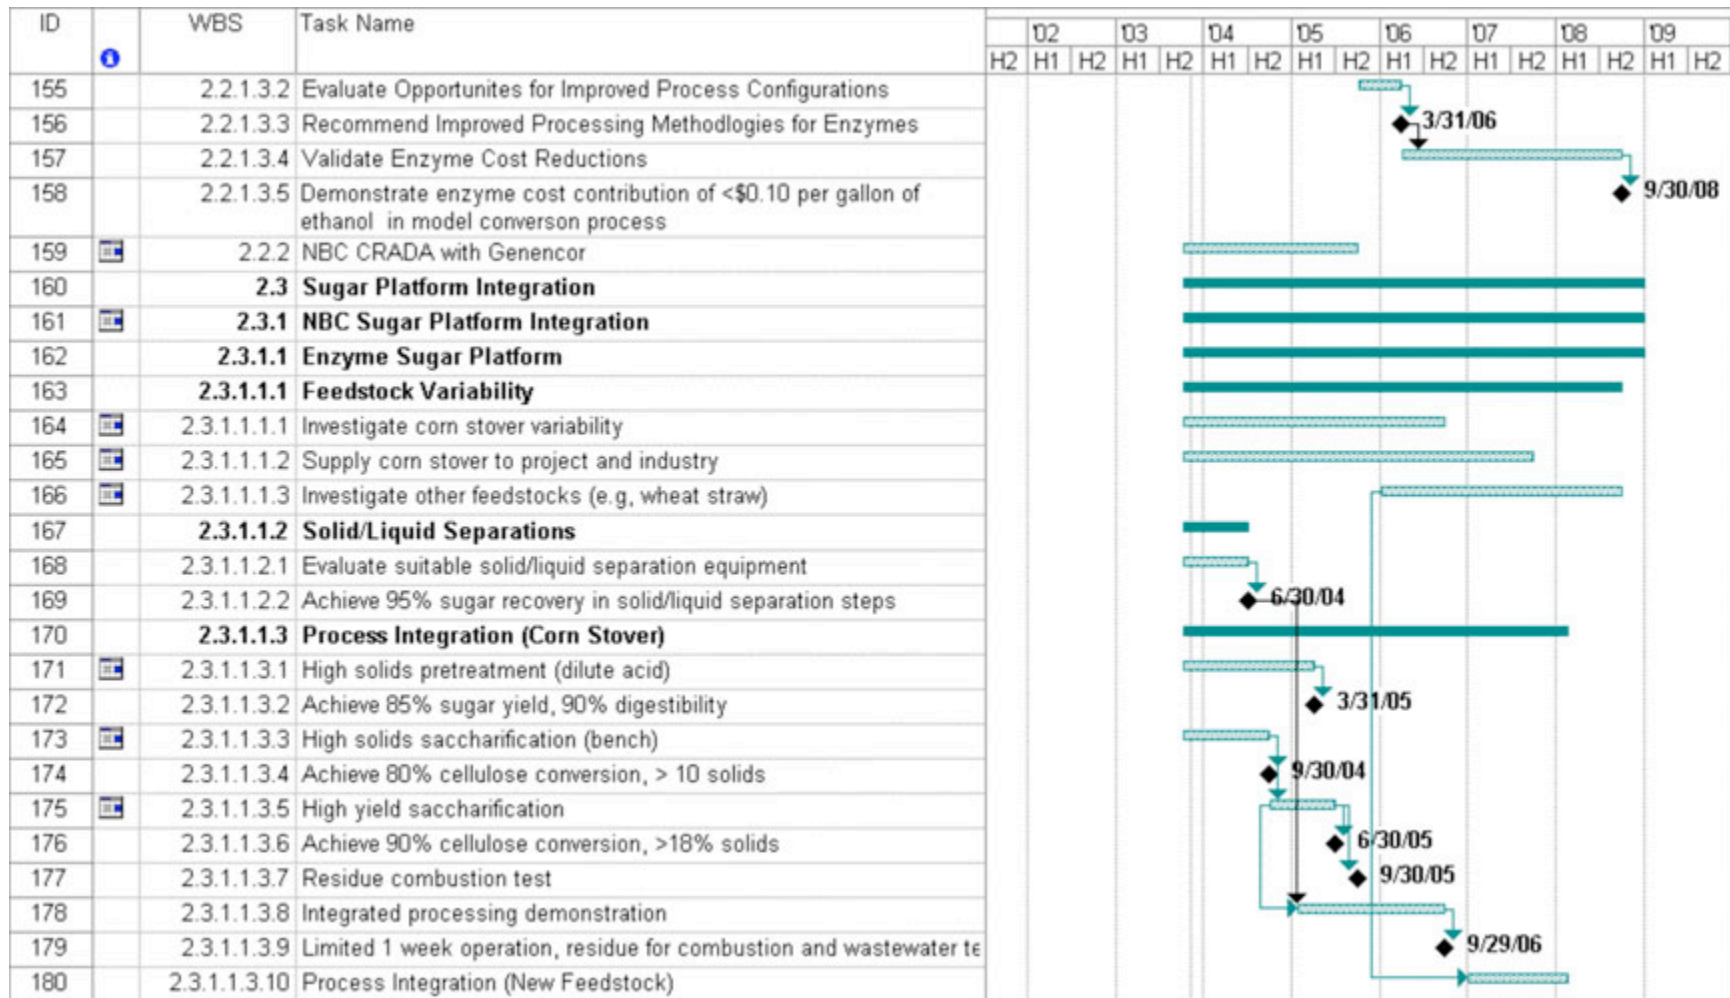 ID WBS Task Name '02 '03 '04 '05 '06 '07 '08 '09
H2 H1 H2 H1 H2 H1 H2 H1 H2 H1 H2 H1 H2 H1 H2 H1 H2
155 2.2.1.3.2 Evaluate Opportunites for Improved Process Configurations
156 2.2.1.3.3 Recommend Improved Processing Methodlogies for Enzymes 3/31/06
157 2.2.1.3.4 Validate Enzyme Cost Reductions
158 2.2.1.3.5 Demonstrate enzyme cost contribution of <$0.10 per gallon of 9/30/08
ethanol in model converson process
159 2.2.2 NBC CRADA with Genencor
160 2.3 Sugar Platform Integration
161 2.3.1 NBC Sugar Platform Integration
162 2.3.1.1 Enzyme Sugar Platform
163 2.3.1.1.1 Feedstock Variability
164 2.3.1.1.1.1 Investigate corn stover variability
165 2.3.1.1.1.2 Supply corn stover to project and industry
166 2.3.1.1.1.3 Investigate other feedstocks (e.g, wheat straw)
167 2.3.1.1.2 Solid/Liquid Separations
168 2.3.1.1.2.1 Evaluate suitable solid/liquid separation equipment
169 2.3.1.1.2.2 Achieve 95% sugar recovery in solid/liquid separation steps 6/30/04
170 2.3.1.1.3 Process Integration (Corn Stover)
171 2.3.1.1.3.1 High solids pretreatment (dilute acid)
172 2.3.1.1.3.2 Achieve 85% sugar yield, 90% digestibility 3/31/05
173 2.3.1.1.3.3 High solids saccharification (bench)
174 2.3.1.1.3.4 Achieve 80% cellulose conversion, > 10 solids 9/30/04
175 2.3.1.1.3.5 High yield saccharification
176 2.3.1.1.3.6 Achieve 90% cellulose conversion, >18% solids 6/30/05
177 2.3.1.1.3.7 Residue combustion test 9/30/05
178 2.3.1.1.3.8 Integrated processing demonstration
179 2.3.1.1.3.9 Limited 1 week operation, residue for combustion and wastewater te 9/29/06
180 2.3.1.1.3.10 Process Integration (New Feedstock)